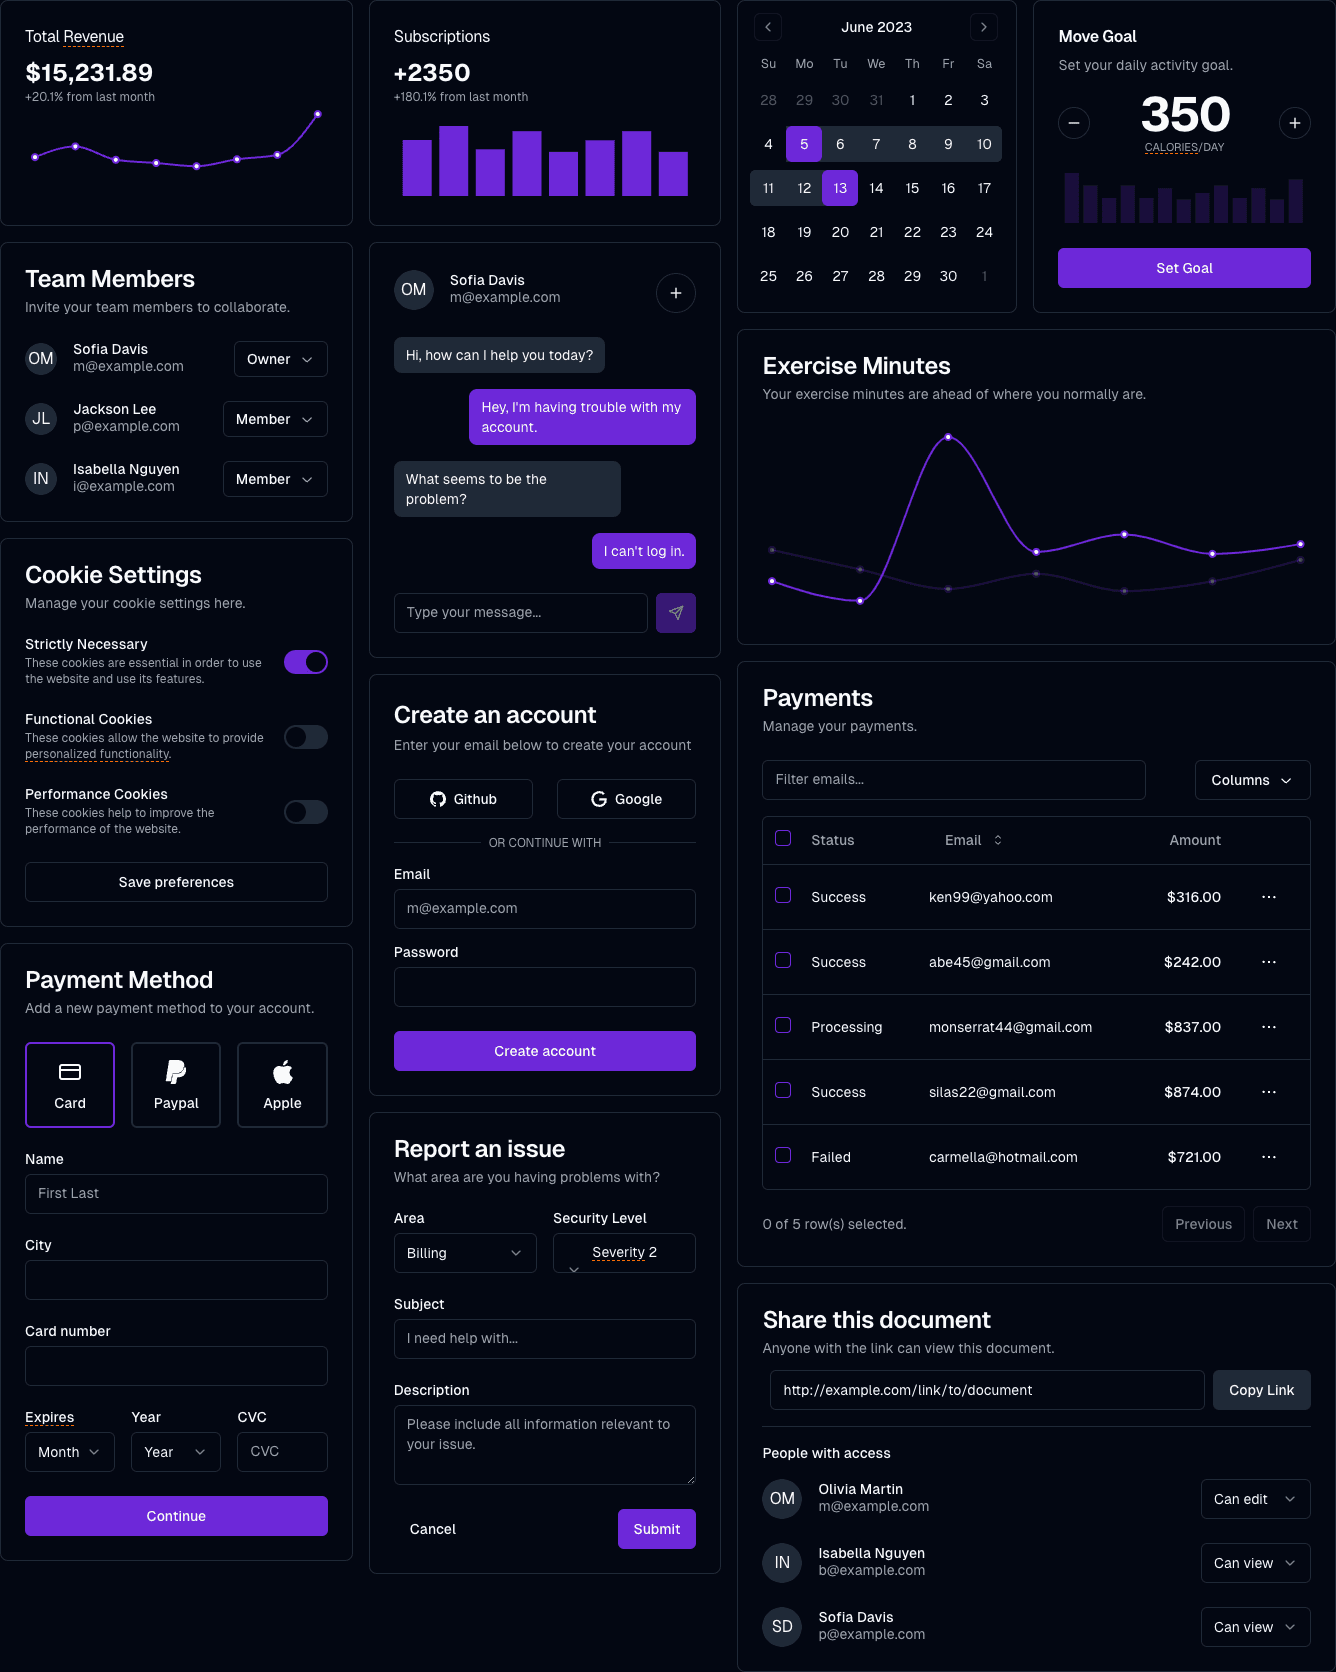 Total Revenue
$15,231.89
+20.1% from last month
Subscriptions
+2350
+180.1% from last month
June 2023
Su Mo Tu We Th Fr Sa
28 29 30 31 1 2 3
4 5 6 7 8 9 10
11 12 13 14 15 16 17
18 19 20 21 22 23 24
25 26 27 28 29 30 1
Move Goal
Set your daily activity goal.
350
CALORIES/DAY
Set Goal
Team Members
Invite your team members to collaborate.
OM
Sofia Davis
m@example.com
Owner
JL
Jackson Lee
p@example.com
Member
IN
Isabella Nguyen
i@example.com
Member
OM
Sofia Davis
m@example.com
Hi, how can I help you today?
Hey, I'm having trouble with my
account.
What seems to be the
problem?
I can't log in.
Type your message...
Exercise Minutes
Your exercise minutes are ahead of where you normally are.
Cookie Settings
Manage your cookie settings here.
Strictly Necessary
These cookies are essential in order to use
the website and use its features.
Functional Cookies
These cookies allow the website to provide
personalized functionality.
Performance Cookies
These cookies help to improve the
performance of the website.
Save preferences
Create an account
Enter your email below to create your account
Github
Google
OR CONTINUE WITH
Email
m@example.com
Password
Create account
Payments
Manage your payments.
Filter emails...
Columns
Status Email Amount
Success ken99@yahoo.com $316.00
Success abe45@gmail.com $242.00
Processing monserrat44@gmail.com $837.00
Success silas22@gmail.com $874.00
Failed carmella@hotmail.com $721.00
0 of 5 row(s) selected.
Previous
Next
Payment Method
Add a new payment method to your account.
Card
Paypal
Apple
Name
First Last
City
Card number
Expires Year CVC
Month Year CVC
Continue
Report an issue
What area are you having problems with?
Area Security Level
Billing Severity 2
Subject
I need help with...
Description
Please include all information relevant to
your issue.
Cancel
Submit
Share this document
Anyone with the link can view this document.
http://example.com/link/to/document
Copy Link
People with access
OM
Olivia Martin
m@example.com
Can edit
IN
Isabella Nguyen
b@example.com
Can view
SD
Sofia Davis
p@example.com
Can view